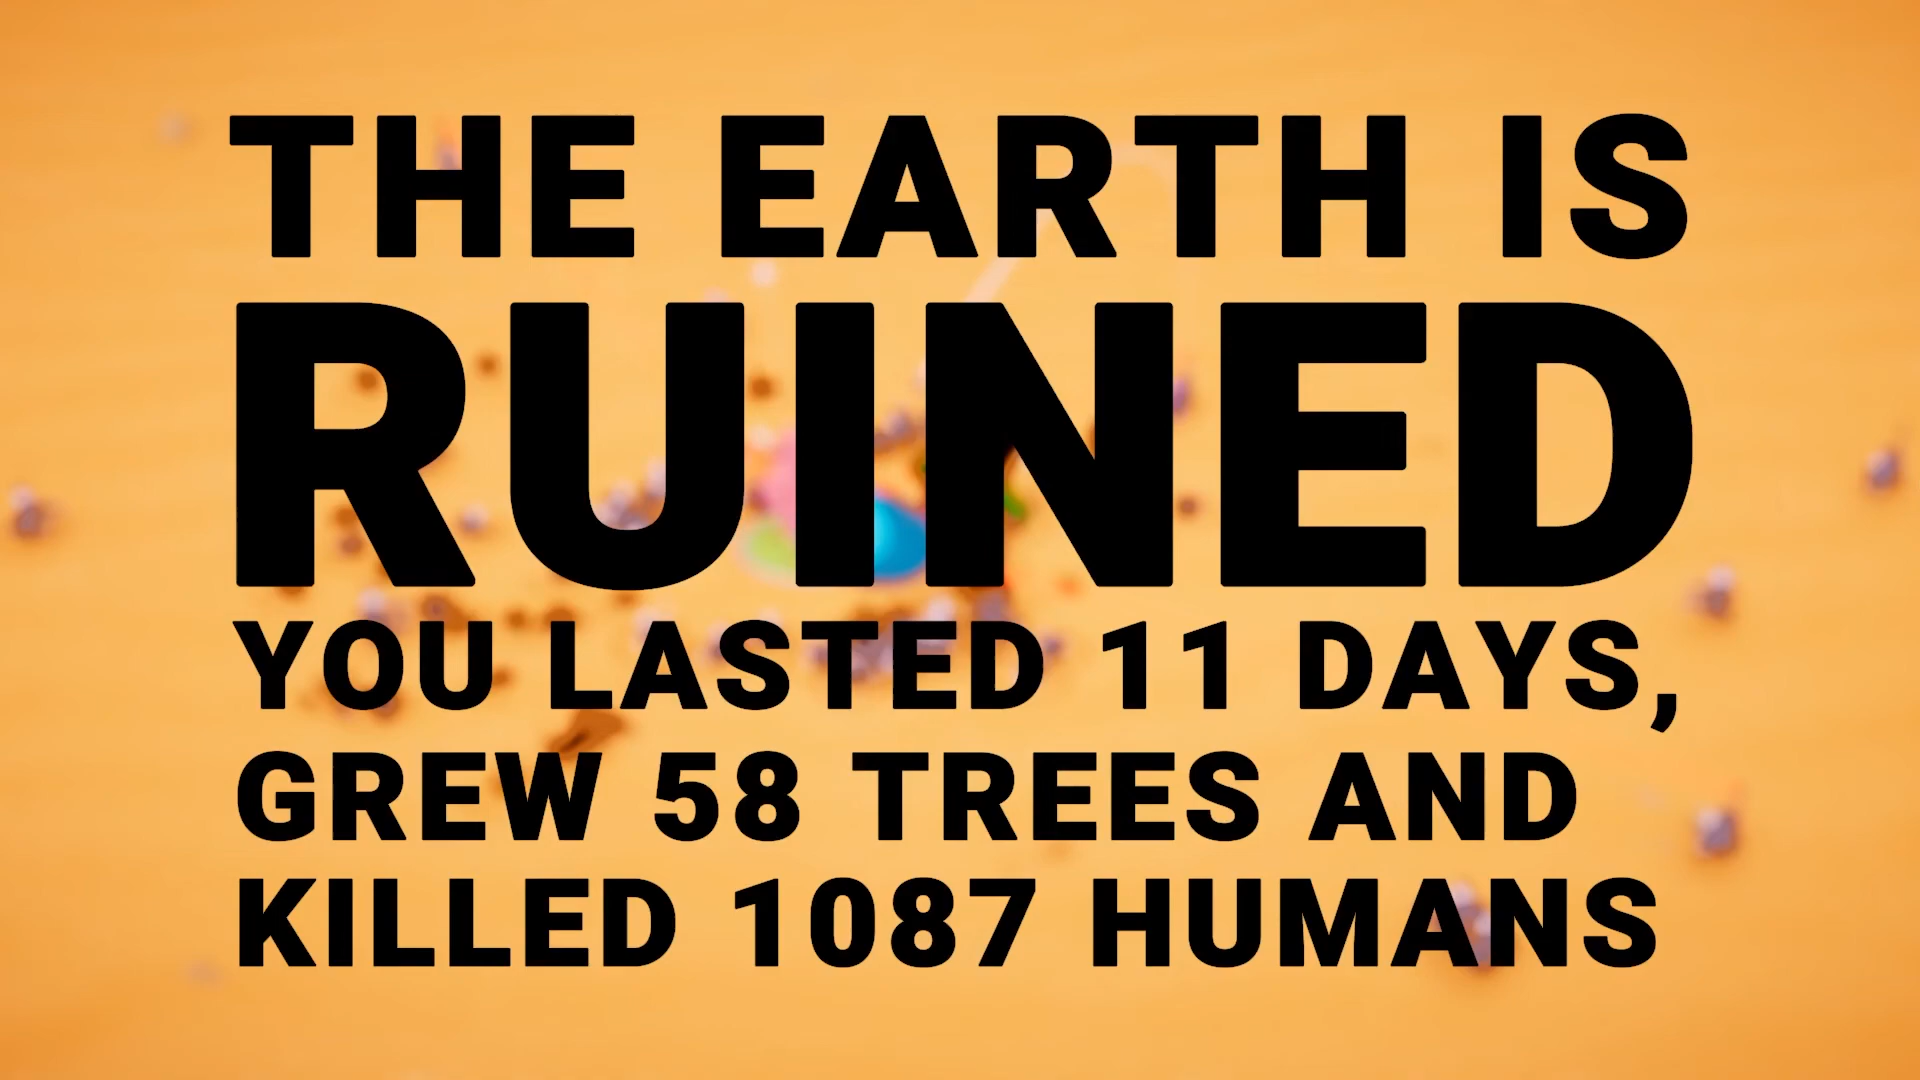 THE EARTH IS
RUINED
YOU LASTED 11 DAYS,
GREW 58 TREES AND
KILLED 1087 HUMANS